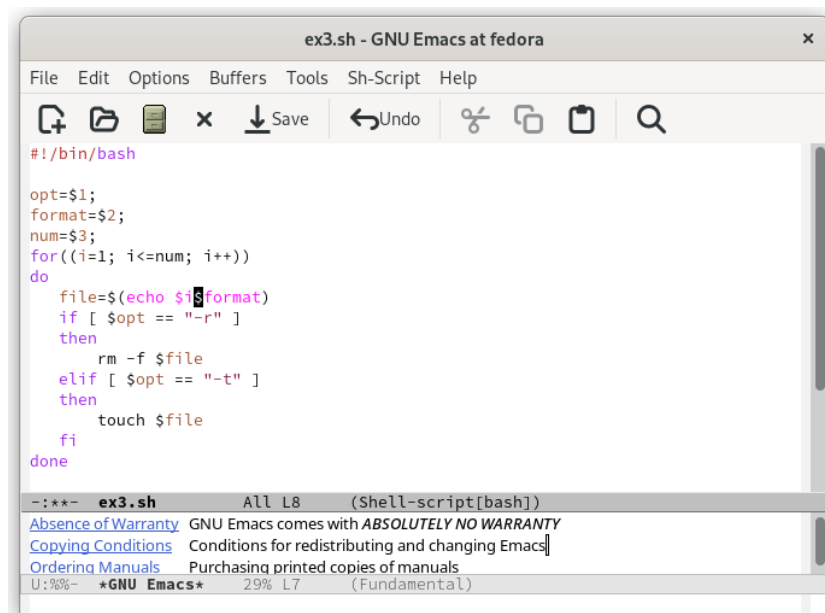 ex3.sh - GNU Emacs at fedora ×
File Edit Options Buffers Tools Sh-Script Help
Save Undo
#!/bin/bash
opt=$1;
format=$2;
num=$3;
for((i=1; i<=num; i++))
do
file=$(echo $i$format)
if [ $opt == "-r" ]
then
rm -f $file
elif [ $opt == "-t" ]
then
touch $file
fi
done
-:**- ex3.sh All L8 (Shell-script[bash])
Absence of Warranty GNU Emacs comes with ABSOLUTELY NO WARRANTY
Copying Conditions Conditions for redistributing and changing Emacs
Ordering Manuals Purchasing printed copies of manuals
U:%%- *GNU Emacs* 29% L7 (Fundamental)